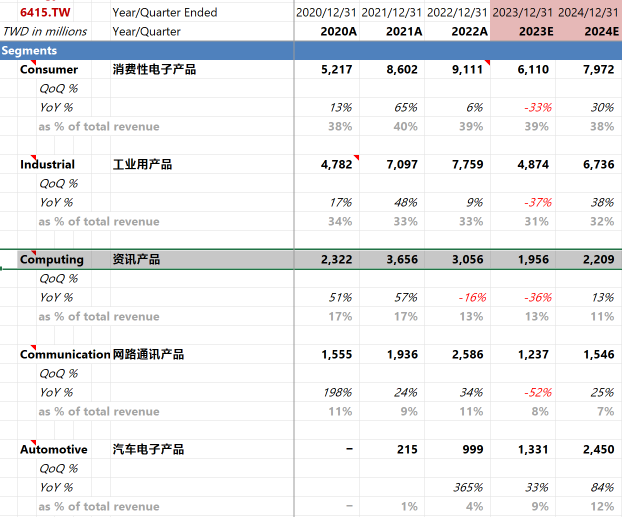 6415.TW Year/Quarter Ended 2020/12/31 2021/12/31 2022/12/31 2023/12/31 2024/12/31
TWD in millions Year/Quarter 2020A 2021A 2022A 2023E 2024E
Segments
Consumer 消费性电子产品 5,217 8,602 9,111 6,110 7,972
QoQ %
YoY % 13% 65% 6% -33% 30%
as % of total revenue 38% 40% 39% 39% 38%
Industrial 工业用产品 4,782 7,097 7,759 4,874 6,736
QoQ %
YoY % 17% 48% 9% -37% 38%
as % of total revenue 34% 33% 33% 31% 32%
Computing 资讯产品 2,322 3,656 3,056 1,956 2,209
QoQ %
YoY % 51% 57% -16% -36% 13%
as % of total revenue 17% 17% 13% 13% 11%
Communication 网路通讯产品 1,555 1,936 2,586 1,237 1,546
QoQ %
YoY % 198% 24% 34% -52% 25%
as % of total revenue 11% 9% 11% 8% 7%
Automotive 汽车电子产品 – 215 999 1,331 2,450
QoQ %
YoY % 365% 33% 84%
as % of total revenue – 1% 4% 9% 12%